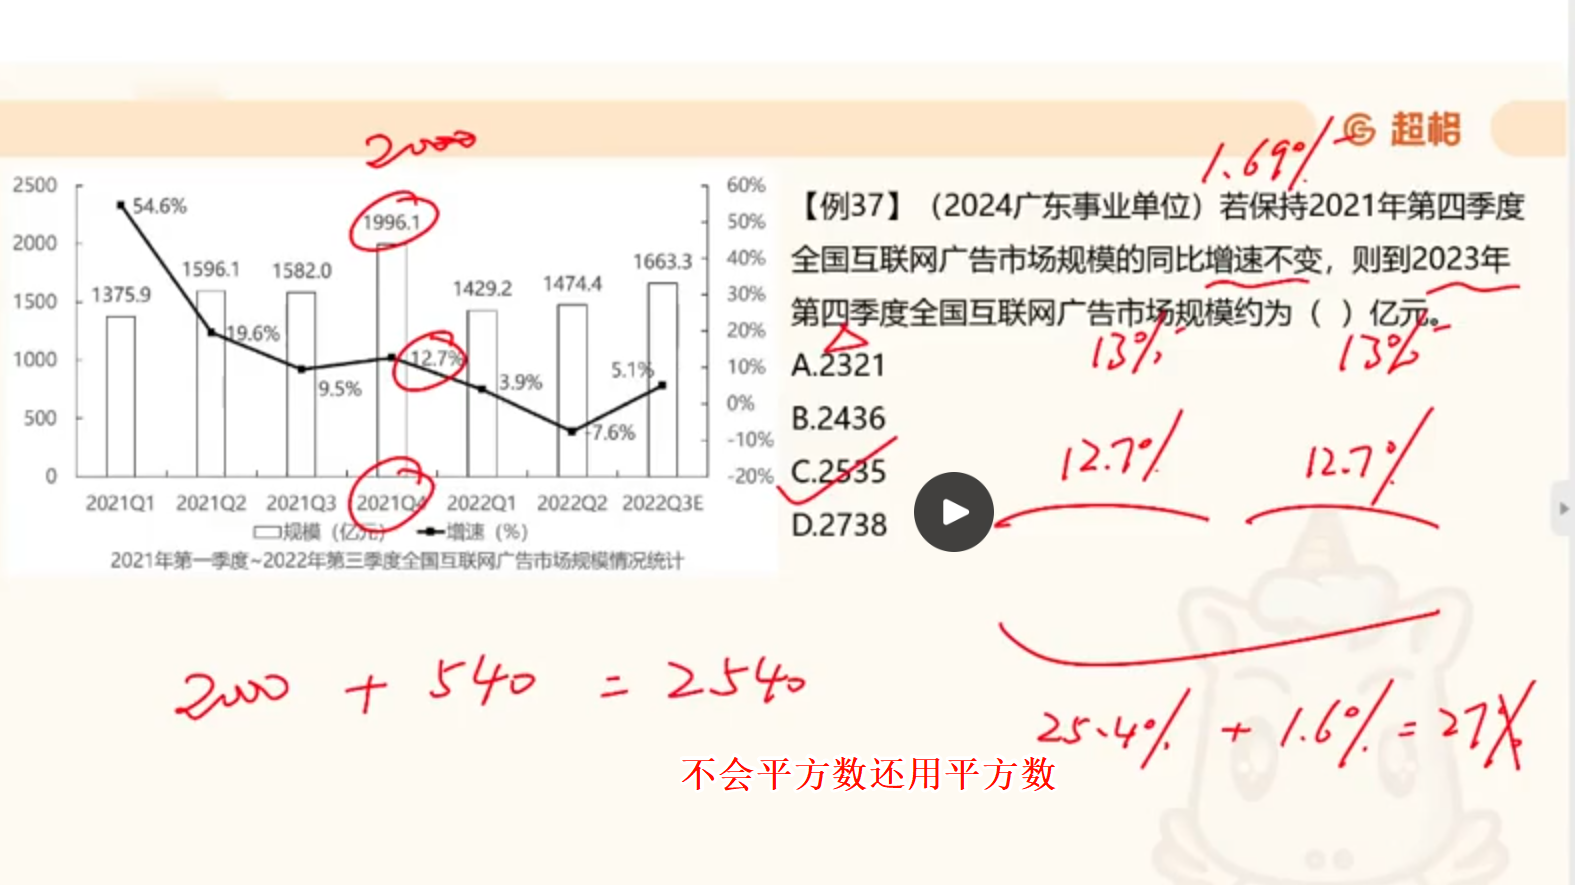 超格
2000
1.69%
2500
2000
1500
1000
500
0
60%
50%
40%
30%
20%
10%
0%
-10%
-20%
54.6%
1996.1
1596.1
1582.0
1663.3
1375.9
1429.2
1474.4
19.6%
12.7%
9.5%
3.9%
5.1%
-7.6%
2021Q1 2021Q2 2021Q3 2021Q4 2022Q1 2022Q2 2022Q3E
规模（亿元） 增速（%）
2021年第一季度~2022年第三季度全国互联网广告市场规模情况统计
【例37】（2024广东事业单位）若保持2021年第四季度
全国互联网广告市场规模的同比增速不变，则到2023年
第四季度全国互联网广告市场规模约为（ ）亿元。
A.2321
B.2436
C.2535
D.2738
13% 13%
12.7% 12.7%
2000 + 540 = 2540
25.4% + 1.6% = 27%
不会平方数还用平方数